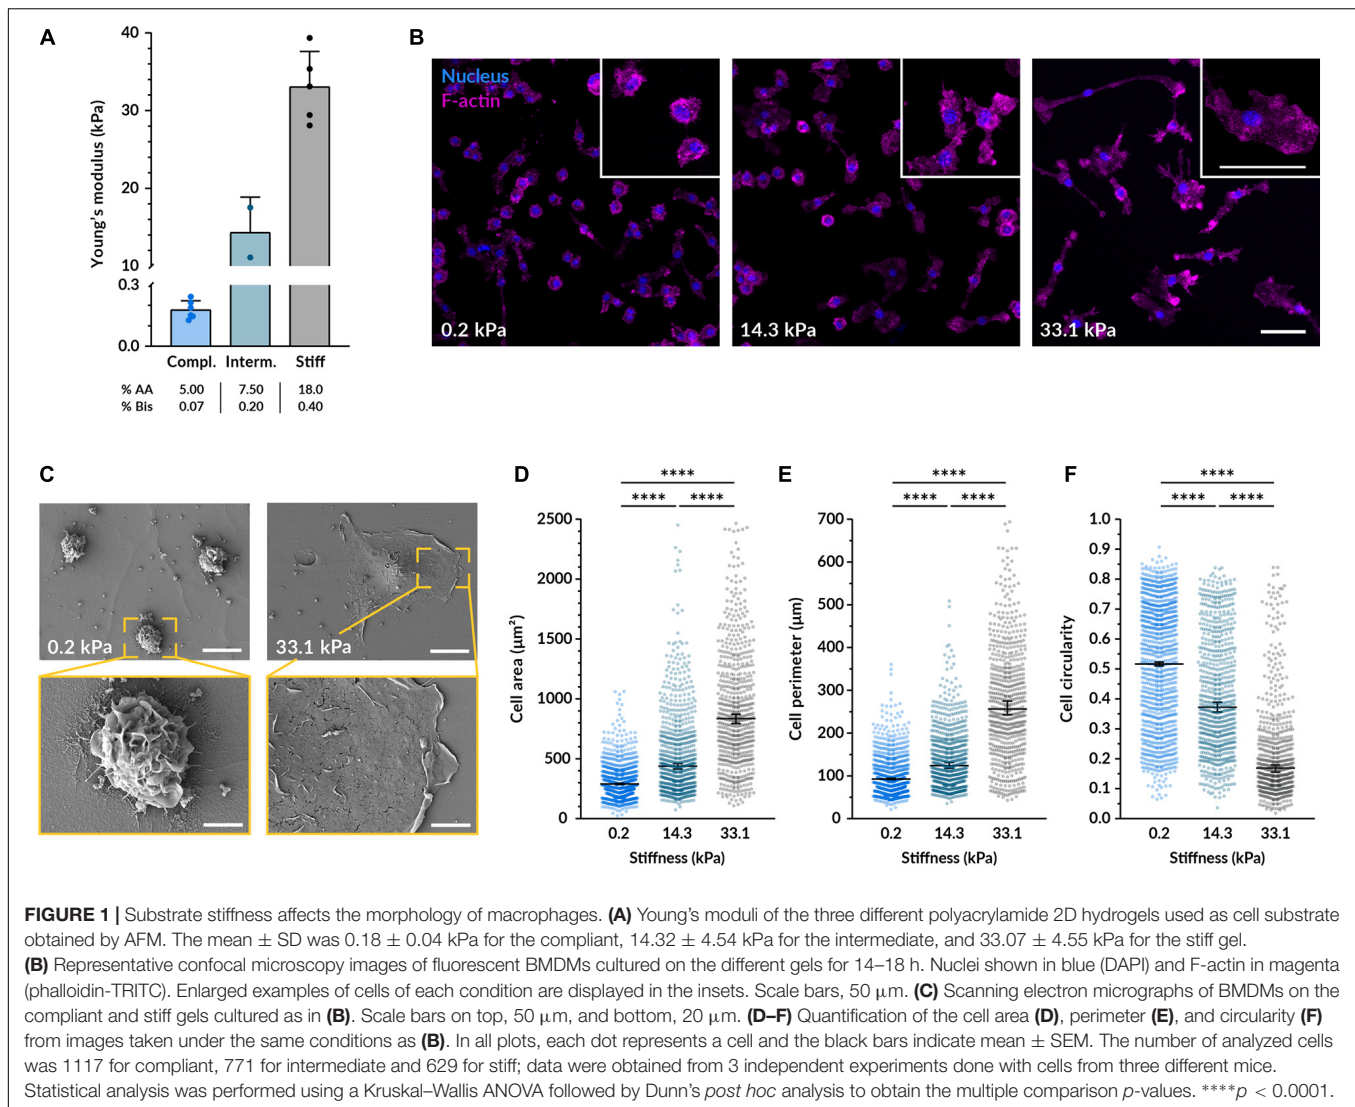 A
40
30
20
10
0.3
0.0
Young's modulus (kPa)
Compl. Interm. Stiff
% AA 5.00 7.50 18.0
% Bis 0.07 0.20 0.40
B
Nucleus
F-actin
0.2 kPa
14.3 kPa
33.1 kPa
C
0.2 kPa
33.1 kPa
D
****
**** ****
2500
2000
1500
1000
500
0
Cell area (µm²)
0.2 14.3 33.1
Stiffness (kPa)
E
****
**** ****
700
600
500
400
300
200
100
0
Cell perimeter (µm)
0.2 14.3 33.1
Stiffness (kPa)
F
****
**** ****
1.0
0.9
0.8
0.7
0.6
0.5
0.4
0.3
0.2
0.1
0.0
Cell circularity
0.2 14.3 33.1
Stiffness (kPa)
FIGURE 1 | Substrate stiffness affects the morphology of macrophages. (A) Young's moduli of the three different polyacrylamide 2D hydrogels used as cell substrate
obtained by AFM. The mean ± SD was 0.18 ± 0.04 kPa for the compliant, 14.32 ± 4.54 kPa for the intermediate, and 33.07 ± 4.55 kPa for the stiff gel.
(B) Representative confocal microscopy images of fluorescent BMDMs cultured on the different gels for 14–18 h. Nuclei shown in blue (DAPI) and F-actin in magenta
(phalloidin-TRITC). Enlarged examples of cells of each condition are displayed in the insets. Scale bars, 50 µm. (C) Scanning electron micrographs of BMDMs on the
compliant and stiff gels cultured as in (B). Scale bars on top, 50 µm, and bottom, 20 µm. (D–F) Quantification of the cell area (D), perimeter (E), and circularity (F)
from images taken under the same conditions as (B). In all plots, each dot represents a cell and the black bars indicate mean ± SEM. The number of analyzed cells
was 1117 for compliant, 771 for intermediate and 629 for stiff; data were obtained from 3 independent experiments done with cells from three different mice.
Statistical analysis was performed using a Kruskal–Wallis ANOVA followed by Dunn's post hoc analysis to obtain the multiple comparison p-values. ****p < 0.0001.